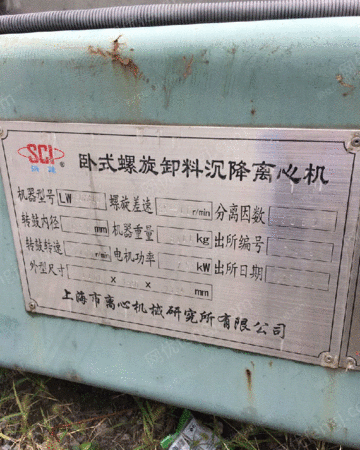 SCI ® 卧式螺旋卸料沉降离心机
机器型号 LW 螺旋差速 r/min 分离因数
转鼓内径 mm 机器重量 kg 出所编号
转鼓转速 r/min 电机功率 kW 出所日期
外型尺寸 x x mm
上海市离心机械研究所有限公司